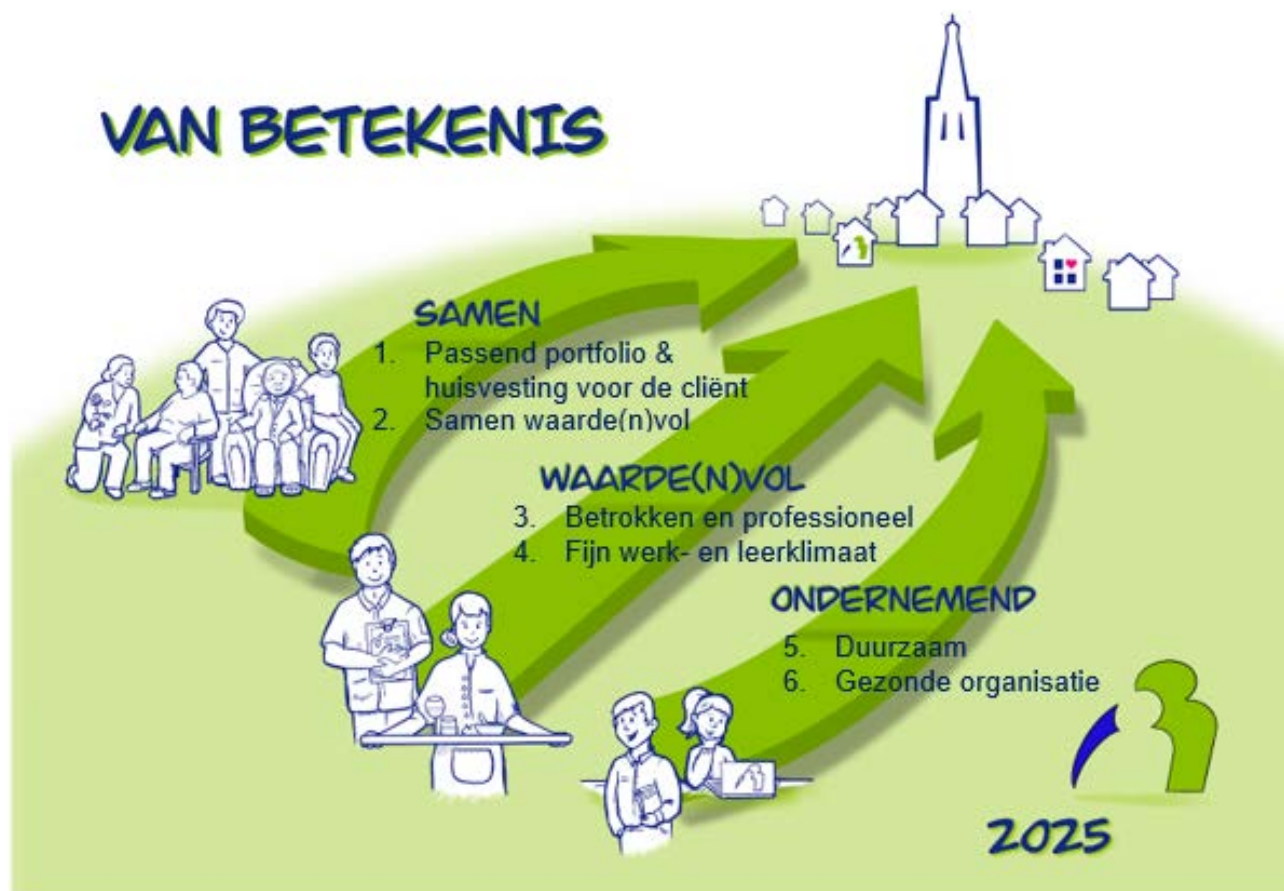 VAN BETEKENIS
SAMEN
1. Passend portfolio &
huisvesting voor de cliënt
2. Samen waarde(n)vol
WAARDE(N)VOL
3. Betrokken en professioneel
4. Fijn werk- en leerklimaat
ONDERNEMEND
5. Duurzaam
6. Gezonde organisatie
2025